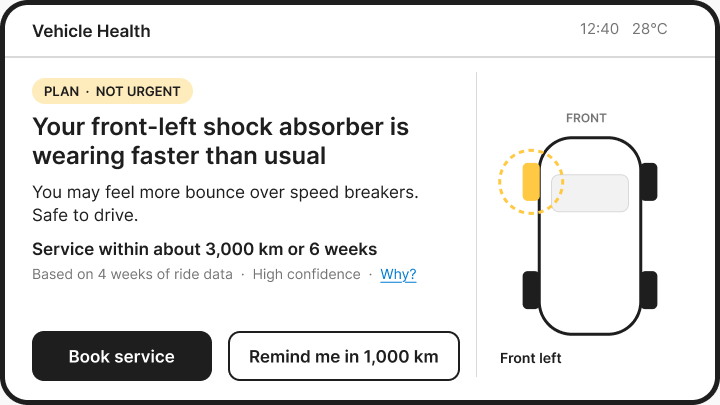 Vehicle Health
12:40 28°C
PLAN · NOT URGENT
Your front-left shock absorber is
wearing faster than usual
You may feel more bounce over speed breakers.
Safe to drive.
Service within about 3,000 km or 6 weeks
Based on 4 weeks of ride data · High confidence · Why?
Book service
Remind me in 1,000 km
FRONT
Front left